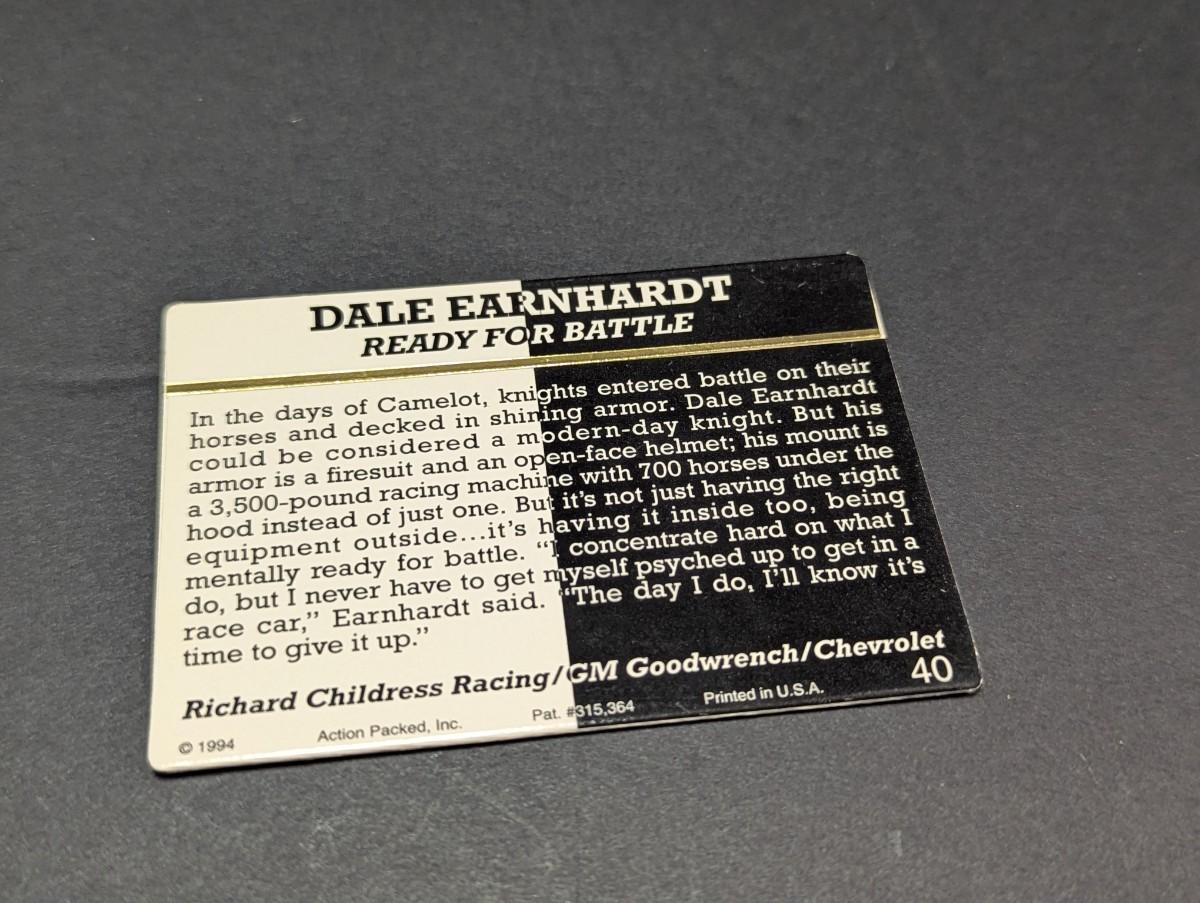 DALE EARNHARDT
READY FOR BATTLE
In the days of Camelot, knights entered battle on their
horses and decked in shining armor. Dale Earnhardt
could be considered a modern-day knight. But his
armor is a firesuit and an open-face helmet; his mount is
a 3,500-pound racing machine with 700 horses under the
hood instead of just one. But it's not just having the right
equipment outside...it's having it inside too, being
mentally ready for battle. "I concentrate hard on what I
do, but I never have to get myself psyched up to get in a
race car," Earnhardt said. "The day I do, I'll know it's
time to give it up."
Richard Childress Racing/GM Goodwrench/Chevrolet
40
© 1994 Action Packed, Inc. Pat. #315,364 Printed in U.S.A.